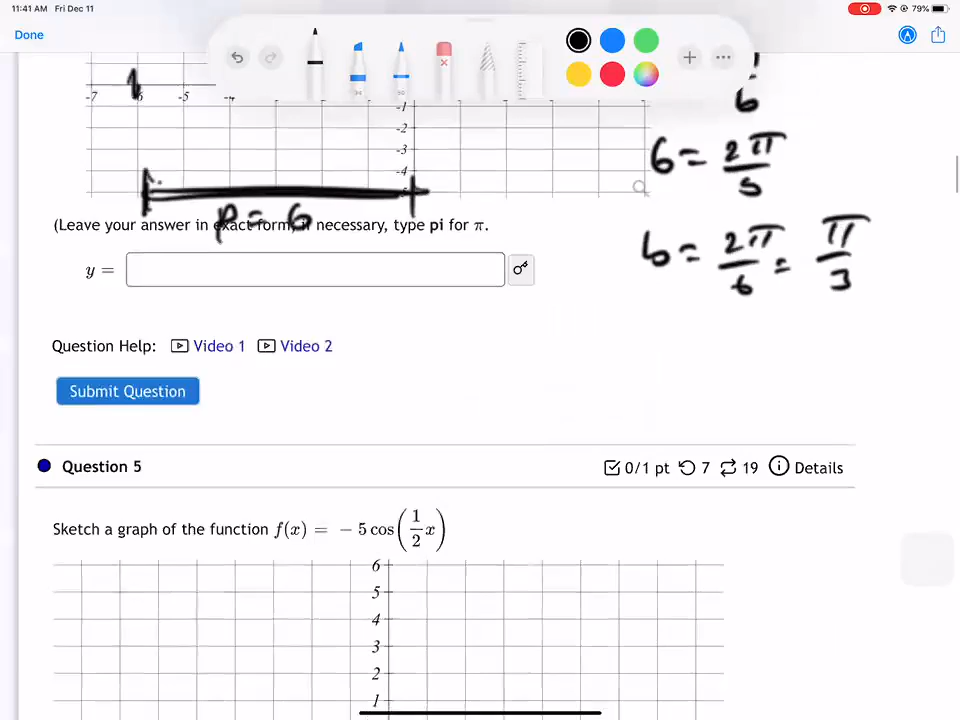 11:41 AM Fri Dec 11
79%
Done
-7 -6 -5 -4
-1
-2
-3
-4
6
6 = 2π/5
b = 2π/6 = π/3
P = 6
(Leave your answer in exact form; if necessary, type pi for π.
y =
Question Help: Video 1 Video 2
Submit Question
Question 5
0/1 pt 7 19 Details
Sketch a graph of the function f(x) = − 5 cos(1/2 x)
6
5
4
3
2
1